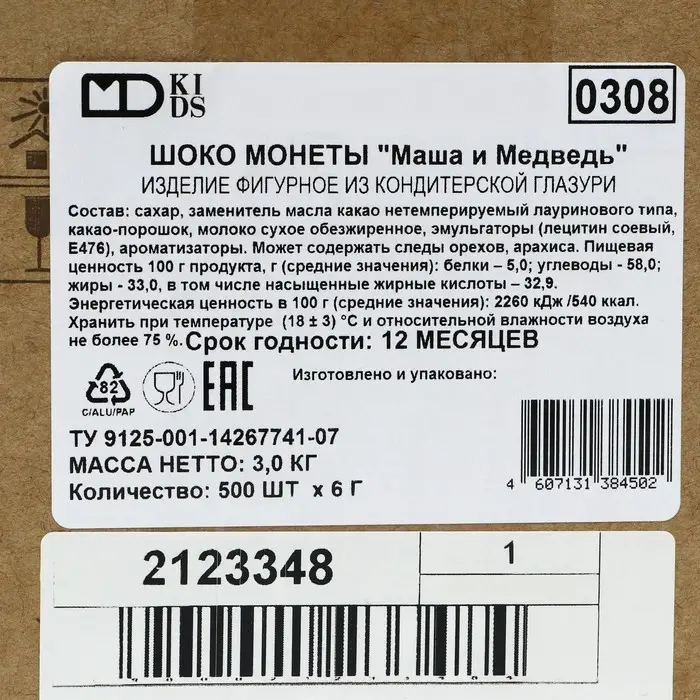 MD KIDS
0308
ШОКО МОНЕТЫ "Маша и Медведь"
ИЗДЕЛИЕ ФИГУРНОЕ ИЗ КОНДИТЕРСКОЙ ГЛАЗУРИ
Состав: сахар, заменитель масла какао нетемперируемый лауринового типа,
какао-порошок, молоко сухое обезжиренное, эмульгаторы (лецитин соевый,
Е476), ароматизаторы. Может содержать следы орехов, арахиса. Пищевая
ценность 100 г продукта, г (средние значения): белки – 5,0; углеводы - 58,0;
жиры - 33,0, в том числе насыщенные жирные кислоты – 32,9.
Энергетическая ценность в 100 г (средние значения): 2260 кДж /540 ккал.
Хранить при температуре (18 ± 3) °С и относительной влажности воздуха
не более 75 %. Срок годности: 12 МЕСЯЦЕВ
82
C/ALU/PAP
EAC
Изготовлено и упаковано:
ТУ 9125-001-14267741-07
МАССА НЕТТО: 3,0 КГ
Количество: 500 ШТ х 6 Г
4 607131 384502
2123348
1